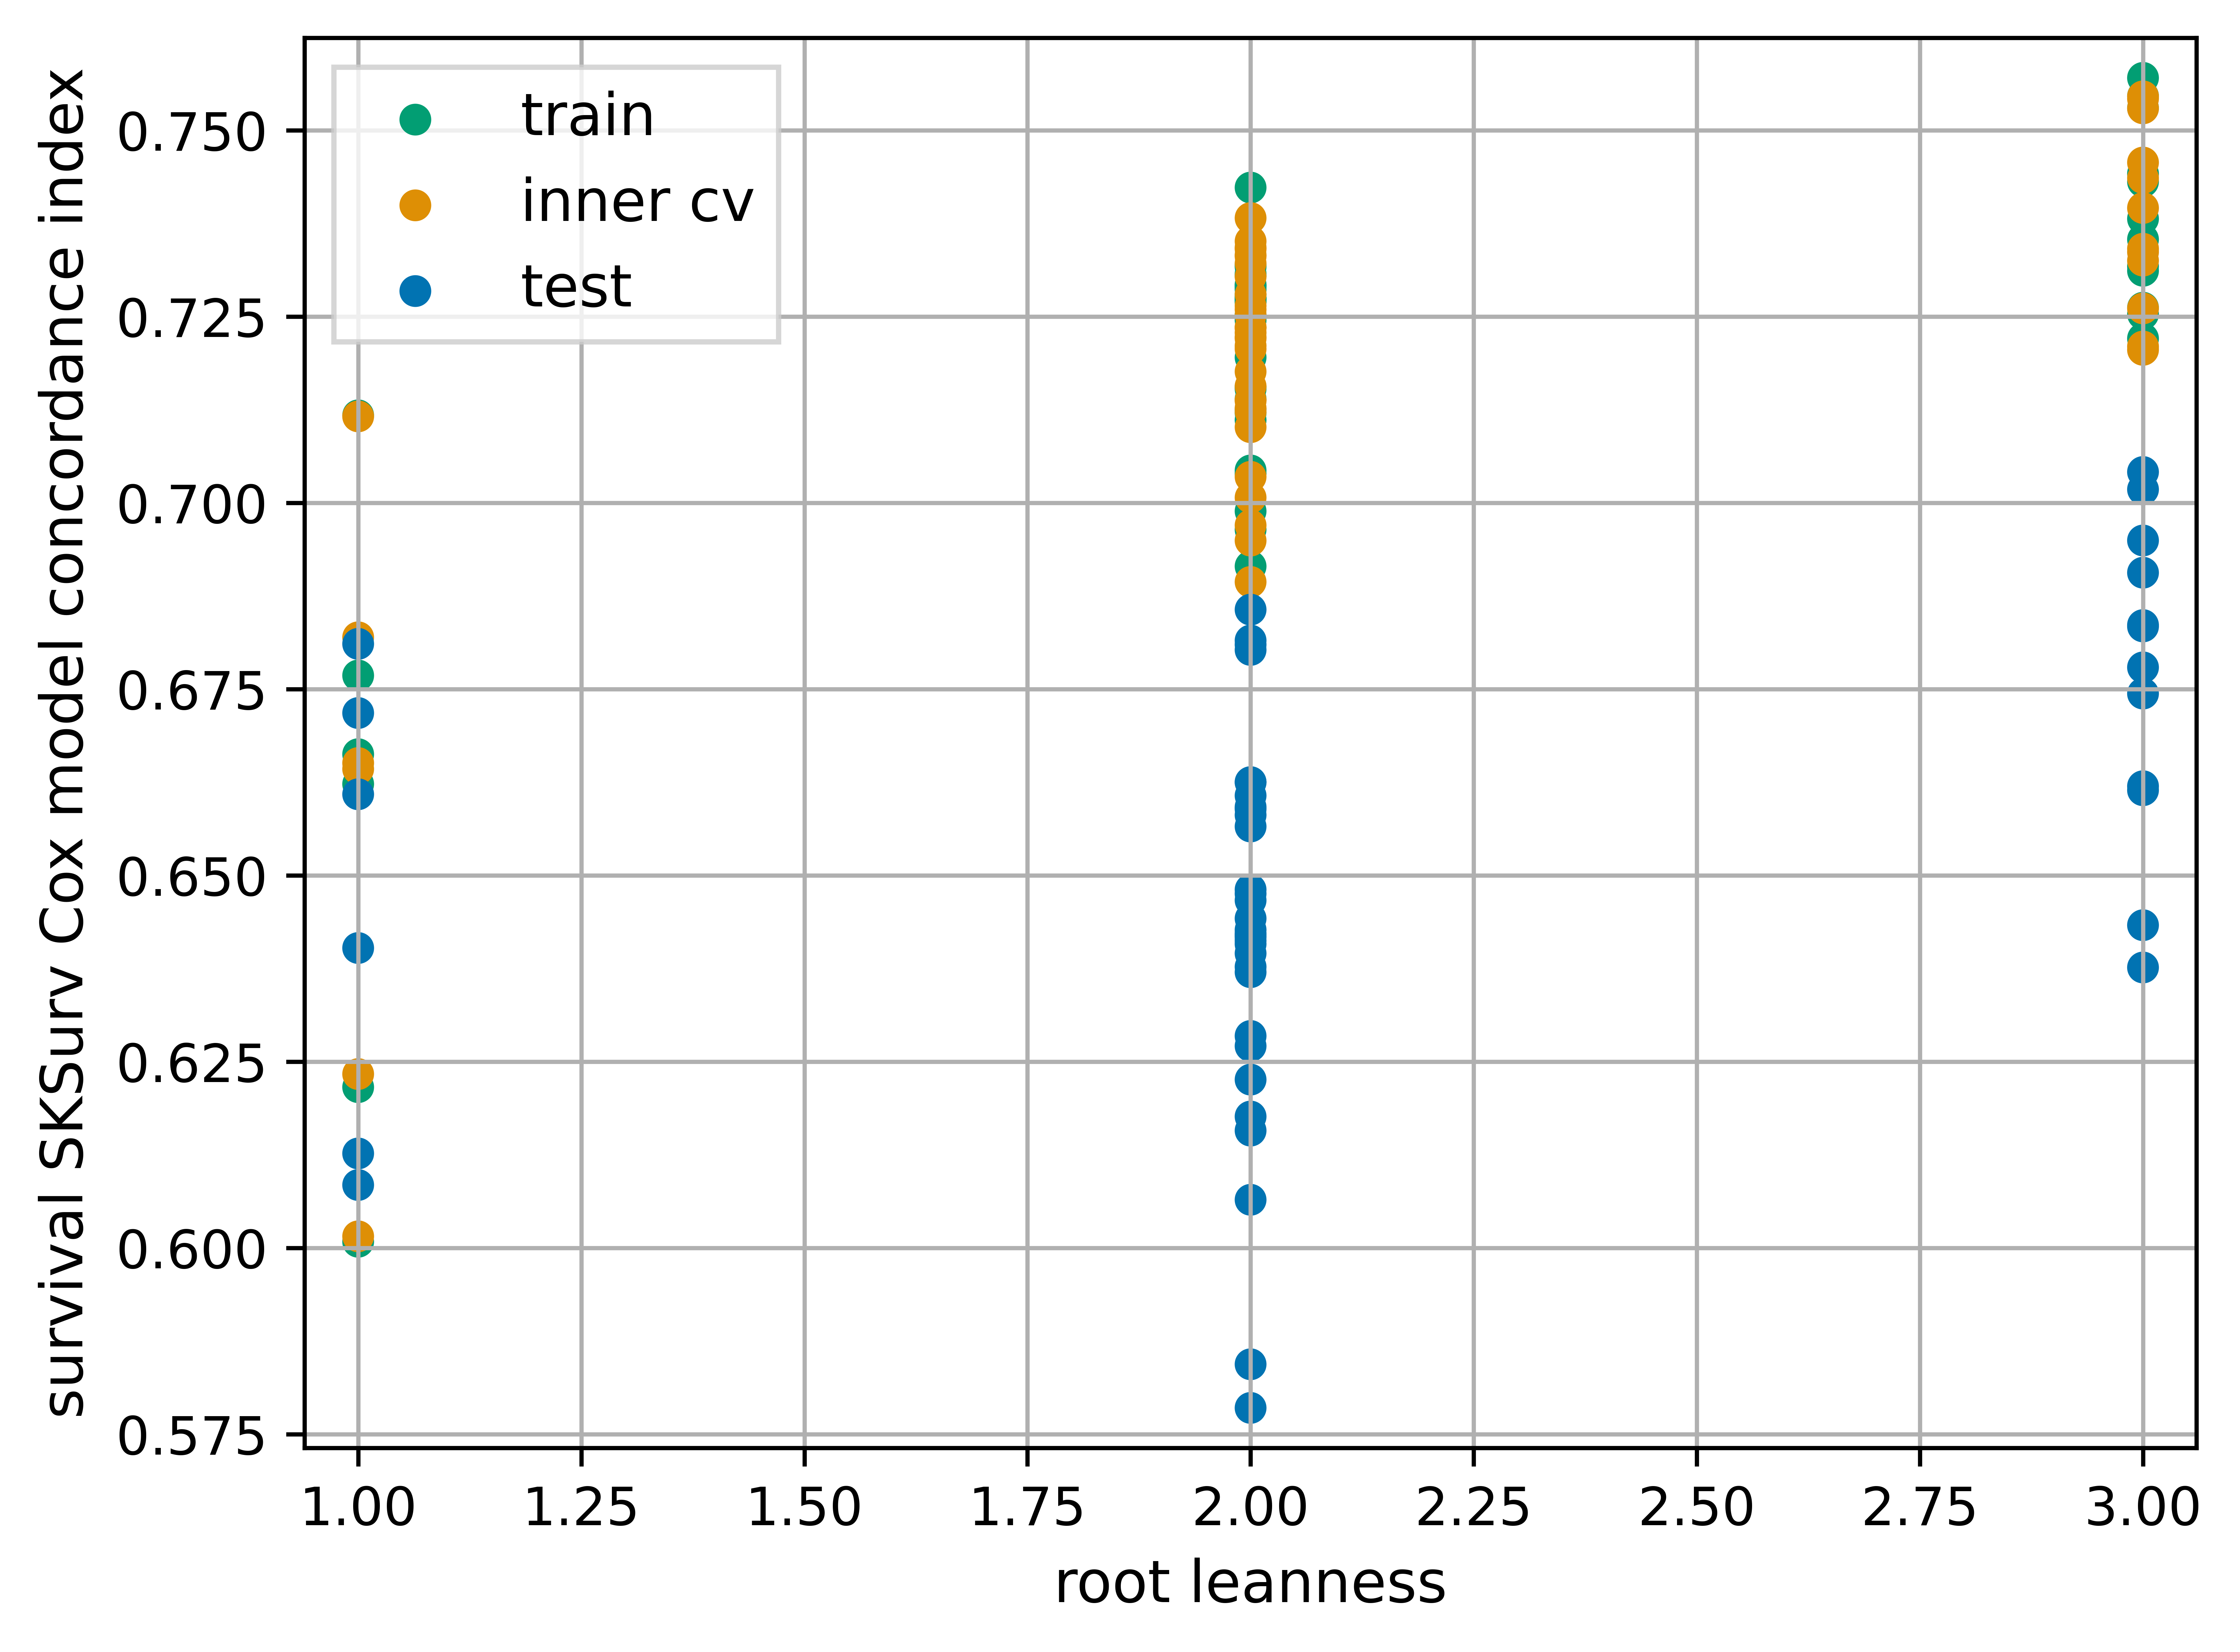 survival SKSurv Cox model concordance index
0.750
0.725
0.700
0.675
0.650
0.625
0.600
0.575
train
inner cv
test
1.00 1.25 1.50 1.75 2.00 2.25 2.50 2.75 3.00
root leanness